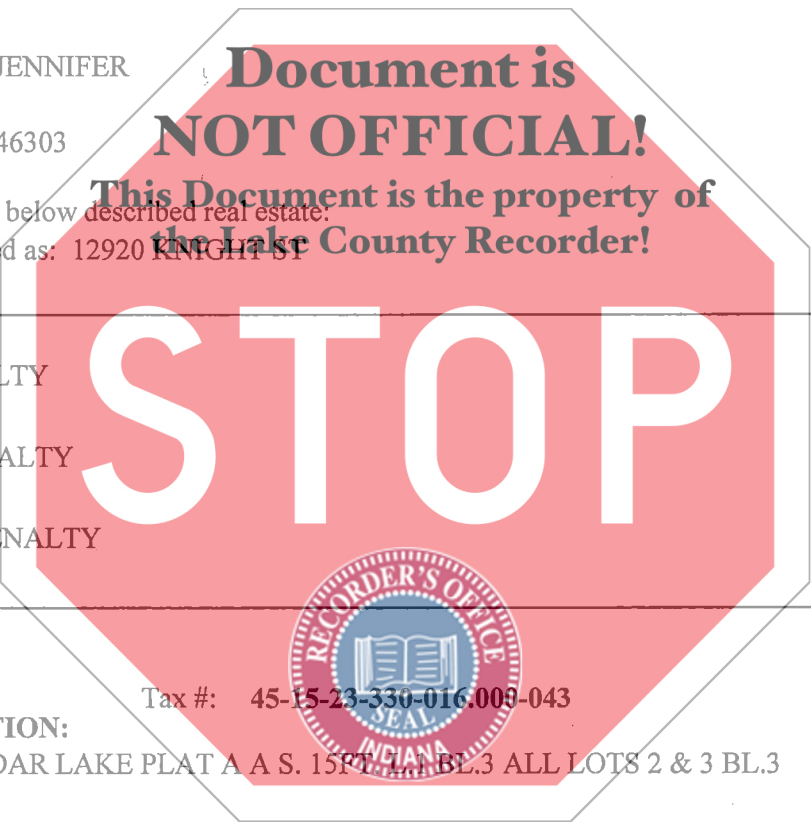 JENNIFER
Document is
NOT OFFICIAL!
46303
This Document is the property of
below described real estate:
the Lake County Recorder!
d as: 12920 KNIGHT ST
STOP
LTY
ALTY
ENALTY
RECORDER'S OFFICE
SEAL
INDIANA
Tax #: 45-15-23-330-016.000-043
TION:
DAR LAKE PLAT A A S. 15FT. L.1 BL.3 ALL LOTS 2 & 3 BL.3